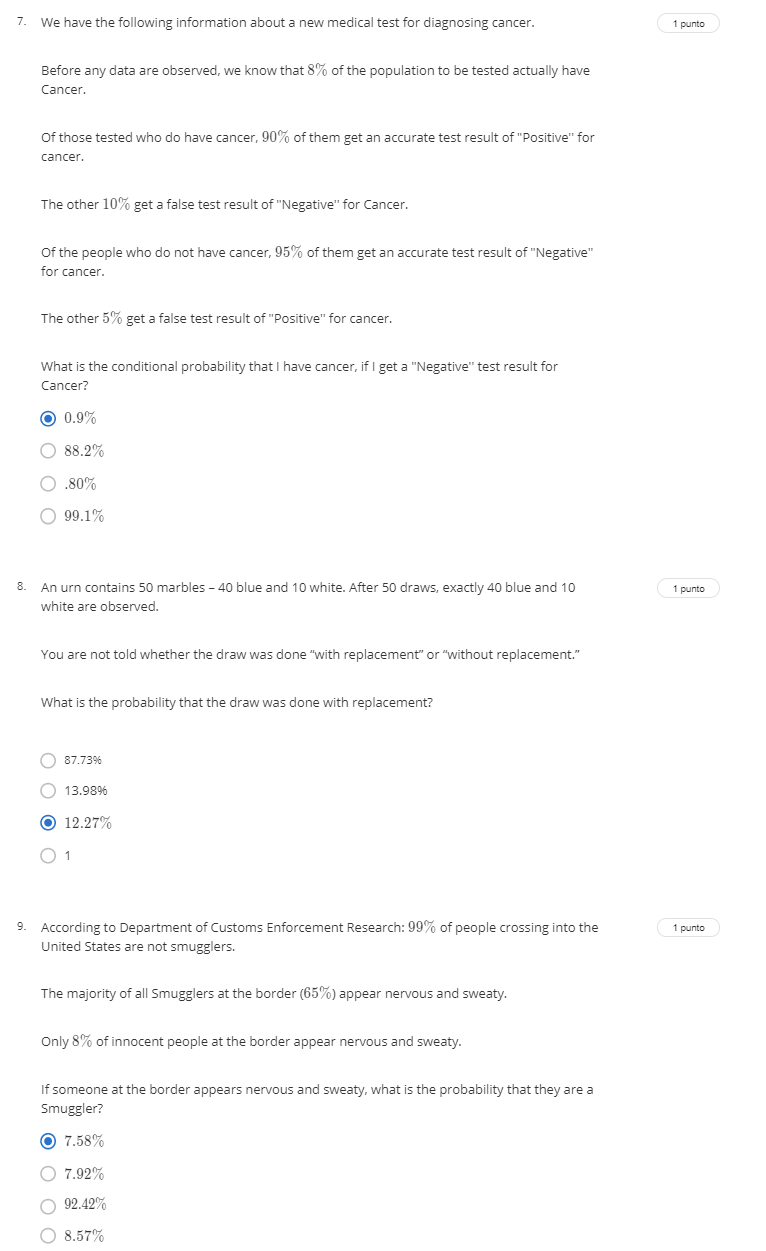 7. We have the following information about a new medical test for diagnosing cancer.
1 punto
Before any data are observed, we know that 8% of the population to be tested actually have
Cancer.
Of those tested who do have cancer, 90% of them get an accurate test result of "Positive" for
cancer.
The other 10% get a false test result of "Negative" for Cancer.
Of the people who do not have cancer, 95% of them get an accurate test result of "Negative"
for cancer.
The other 5% get a false test result of "Positive" for cancer.
What is the conditional probability that I have cancer, if I get a "Negative" test result for
Cancer?
0.9%
88.2%
.80%
99.1%
8. An urn contains 50 marbles – 40 blue and 10 white. After 50 draws, exactly 40 blue and 10
1 punto
white are observed.
You are not told whether the draw was done “with replacement” or “without replacement.”
What is the probability that the draw was done with replacement?
87.73%
13.98%
12.27%
1
9. According to Department of Customs Enforcement Research: 99% of people crossing into the
1 punto
United States are not smugglers.
The majority of all Smugglers at the border (65%) appear nervous and sweaty.
Only 8% of innocent people at the border appear nervous and sweaty.
If someone at the border appears nervous and sweaty, what is the probability that they are a
Smuggler?
7.58%
7.92%
92.42%
8.57%